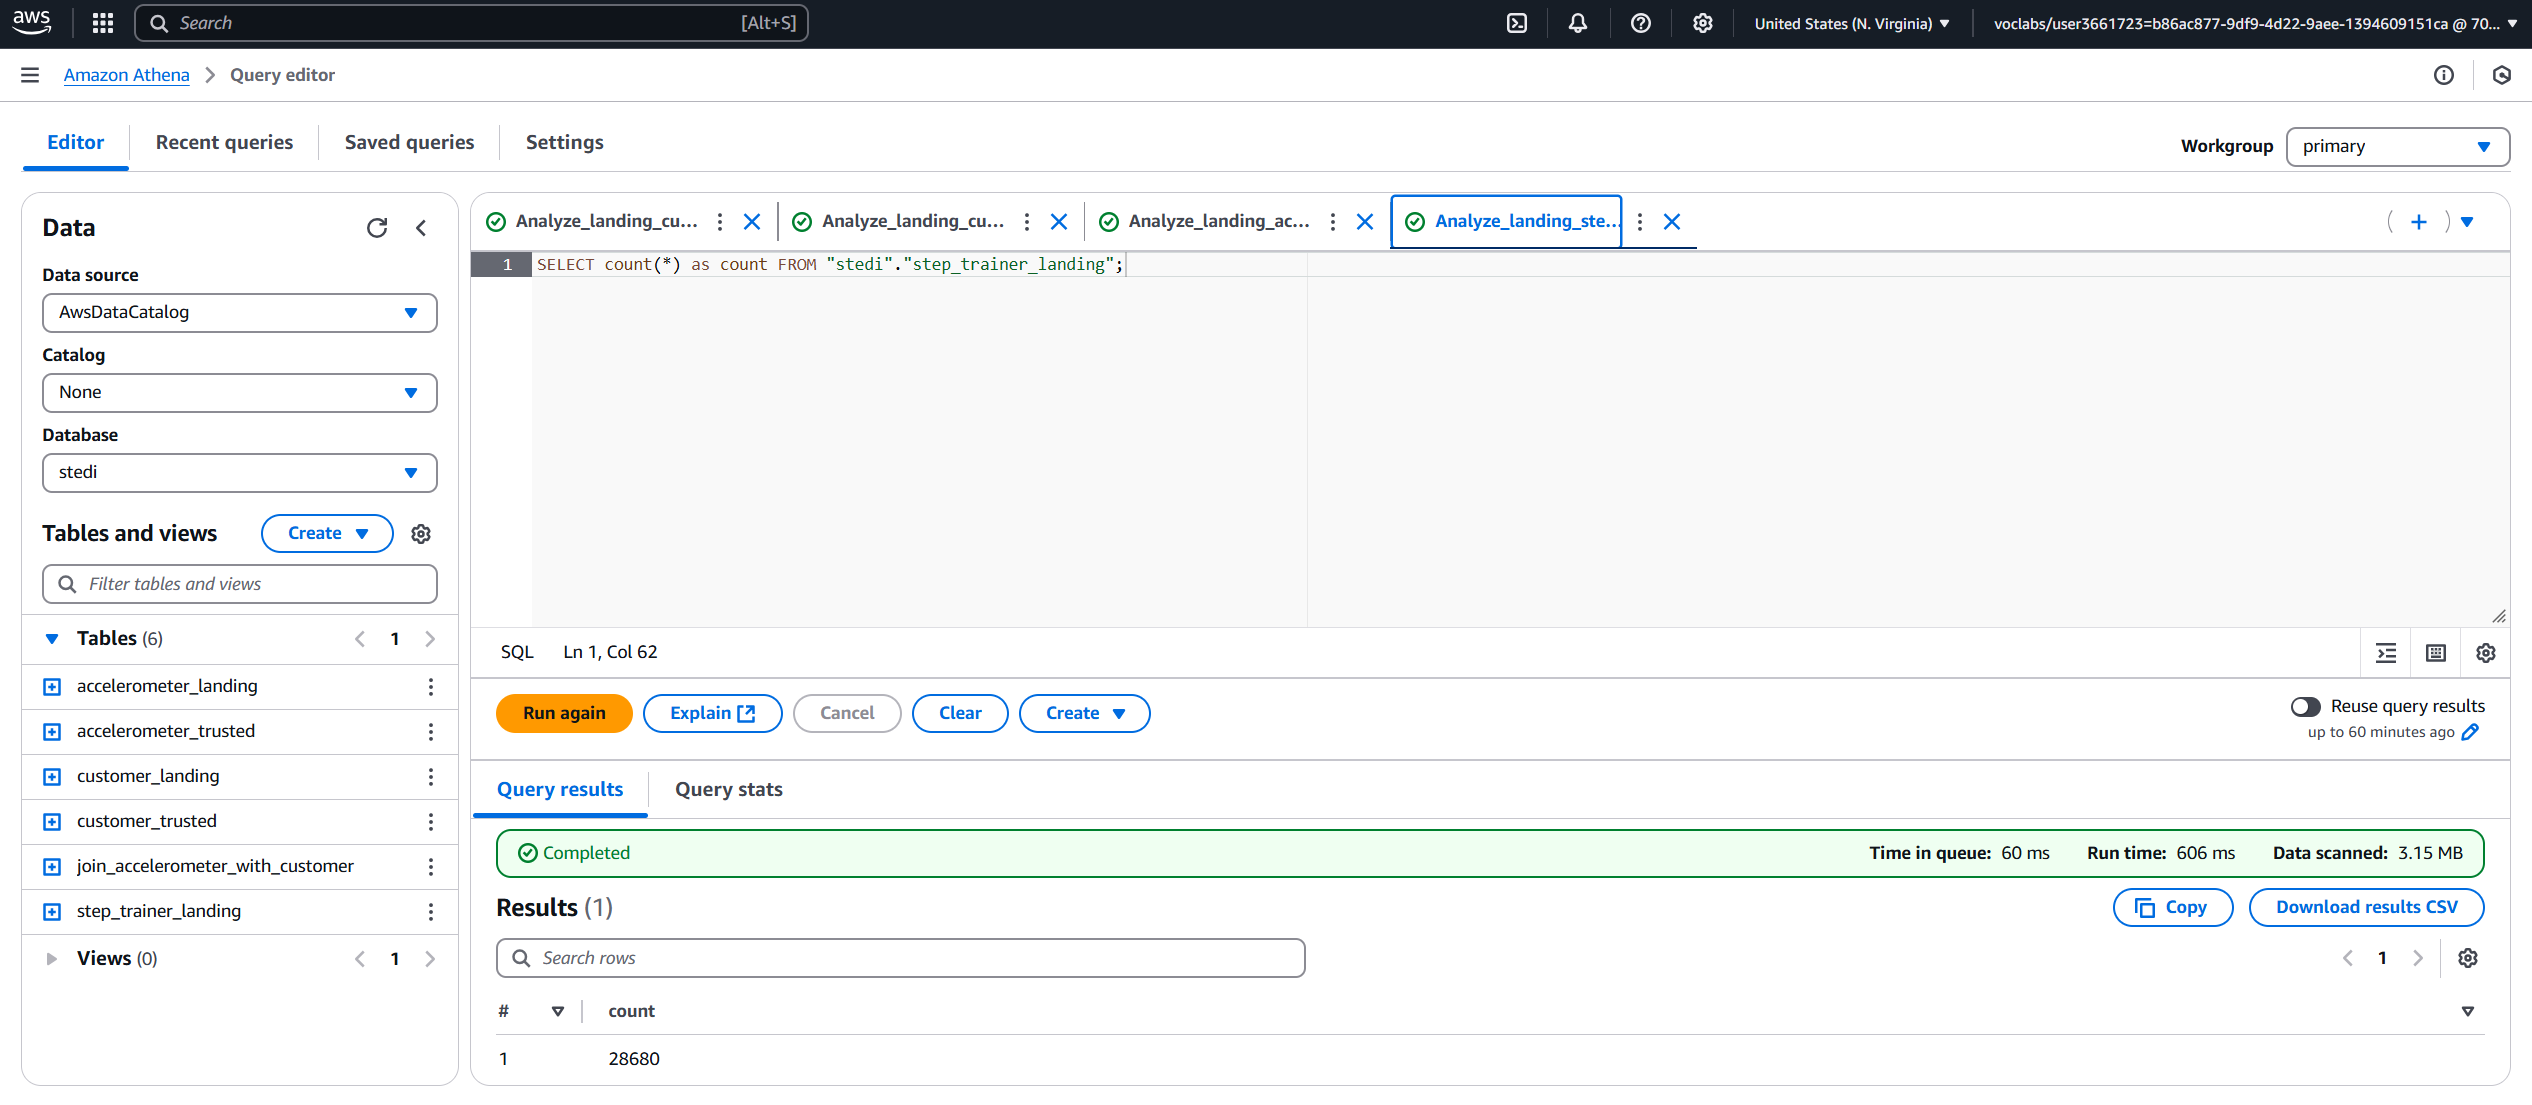 aws
Search [Alt+S]
United States (N. Virginia)
voclabs/user3661723=b86ac877-9df9-4d22-9aee-1394609151ca @ 70...
Amazon Athena > Query editor
Editor
Recent queries
Saved queries
Settings
Workgroup
primary
Data
Data source
AwsDataCatalog
Catalog
None
Database
stedi
Tables and views
Create
Filter tables and views
Tables (6)
< 1 >
accelerometer_landing
accelerometer_trusted
customer_landing
customer_trusted
join_accelerometer_with_customer
step_trainer_landing
Views (0)
< 1 >
Analyze_landing_cu...
Analyze_landing_cu...
Analyze_landing_ac...
Analyze_landing_ste...
1 SELECT count(*) as count FROM "stedi"."step_trainer_landing";
SQL Ln 1, Col 62
Run again
Explain
Cancel
Clear
Create
Reuse query results
up to 60 minutes ago
Query results
Query stats
Completed
Time in queue: 60 ms
Run time: 606 ms
Data scanned: 3.15 MB
Results (1)
Copy
Download results CSV
Search rows
< 1 >
# count
1 28680